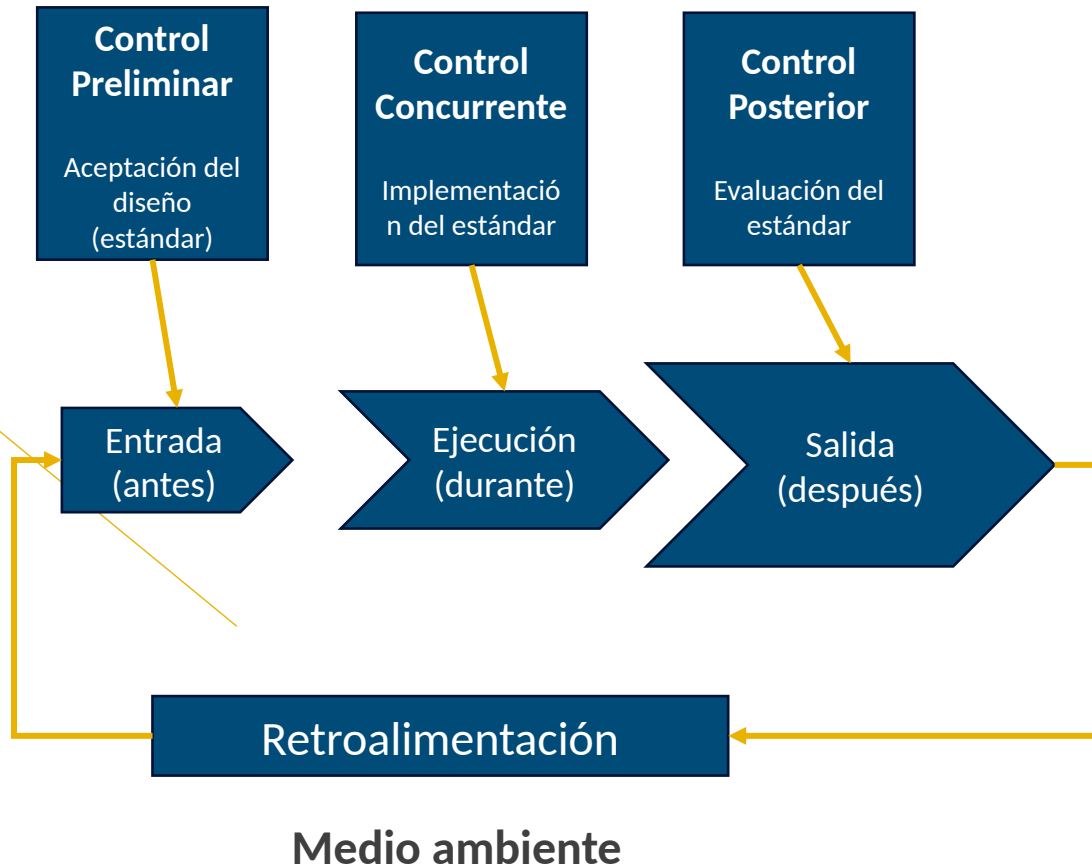 Control
Preliminar
Aceptación del
diseño
(estándar)
Control
Concurrente
Implementació
n del estándar
Control
Posterior
Evaluación del
estándar
Entrada
(antes)
Ejecución
(durante)
Salida
(después)
Retroalimentación
Medio ambiente